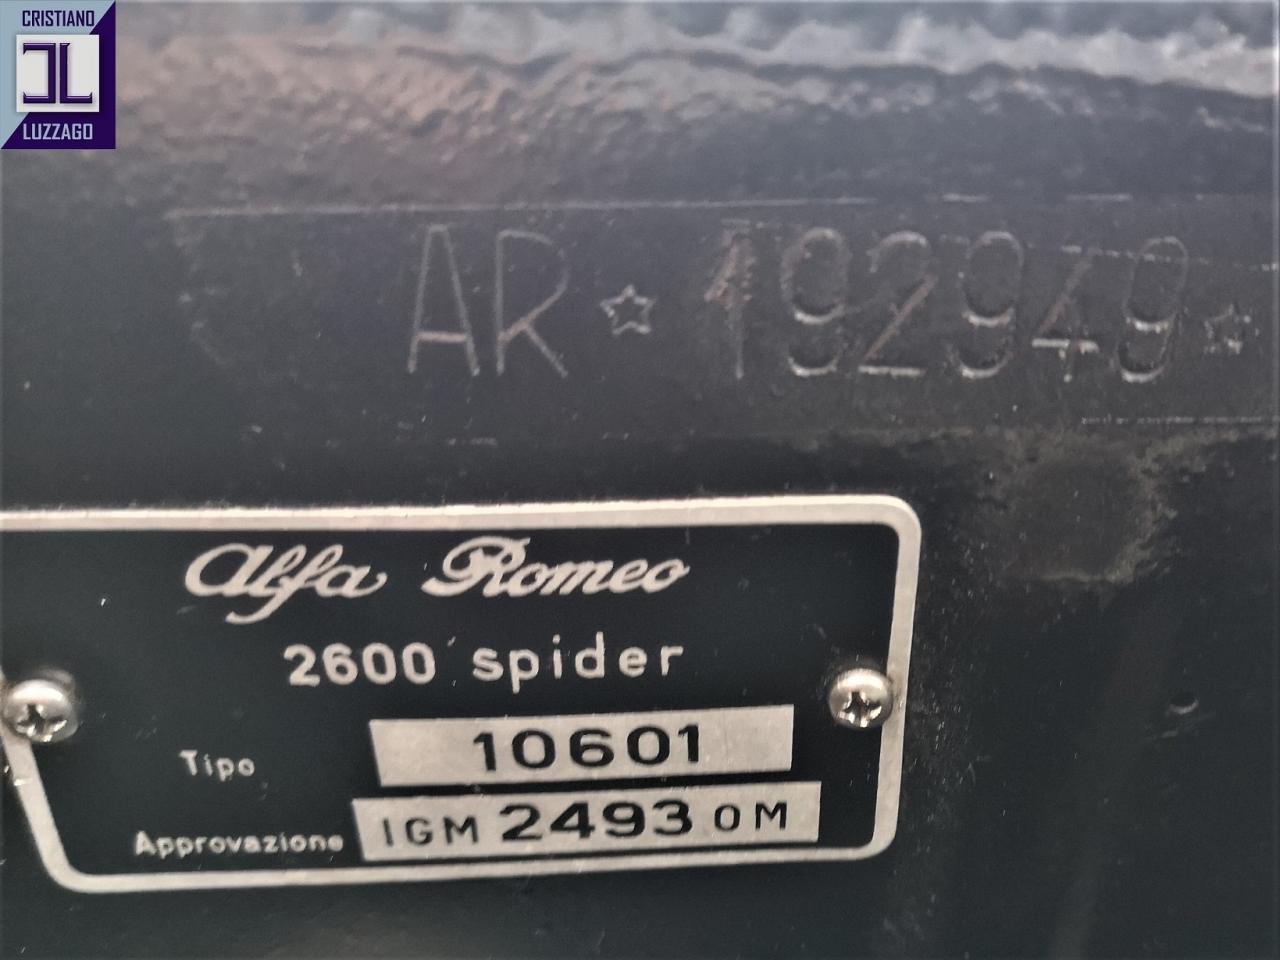 CRISTIANO
LUZZAGO
AR☆192949☆
Alfa Romeo
2600 spider
Tipo 10601
Approvazione IGM 2493 OM